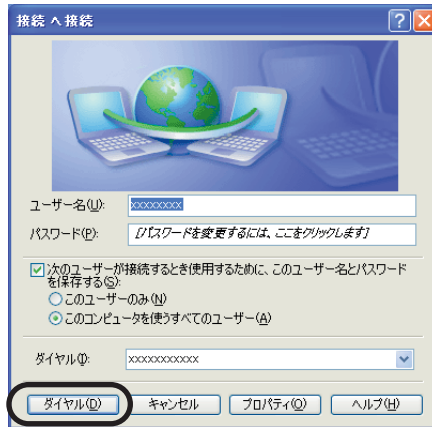 接続 へ接続
ユーザー名(U):
xxxxxxxx
パスワード(P):
[パスワードを変更するには、ここをクリックします]
次のユーザーが接続するとき使用するために、このユーザー名とパスワード
を保存する(S):
このユーザーのみ(N)
このコンピュータを使うすべてのユーザー(A)
ダイヤル(I):
xxxxxxxxxxx
ダイヤル(D) キャンセル プロパティ(O) ヘルプ(H)